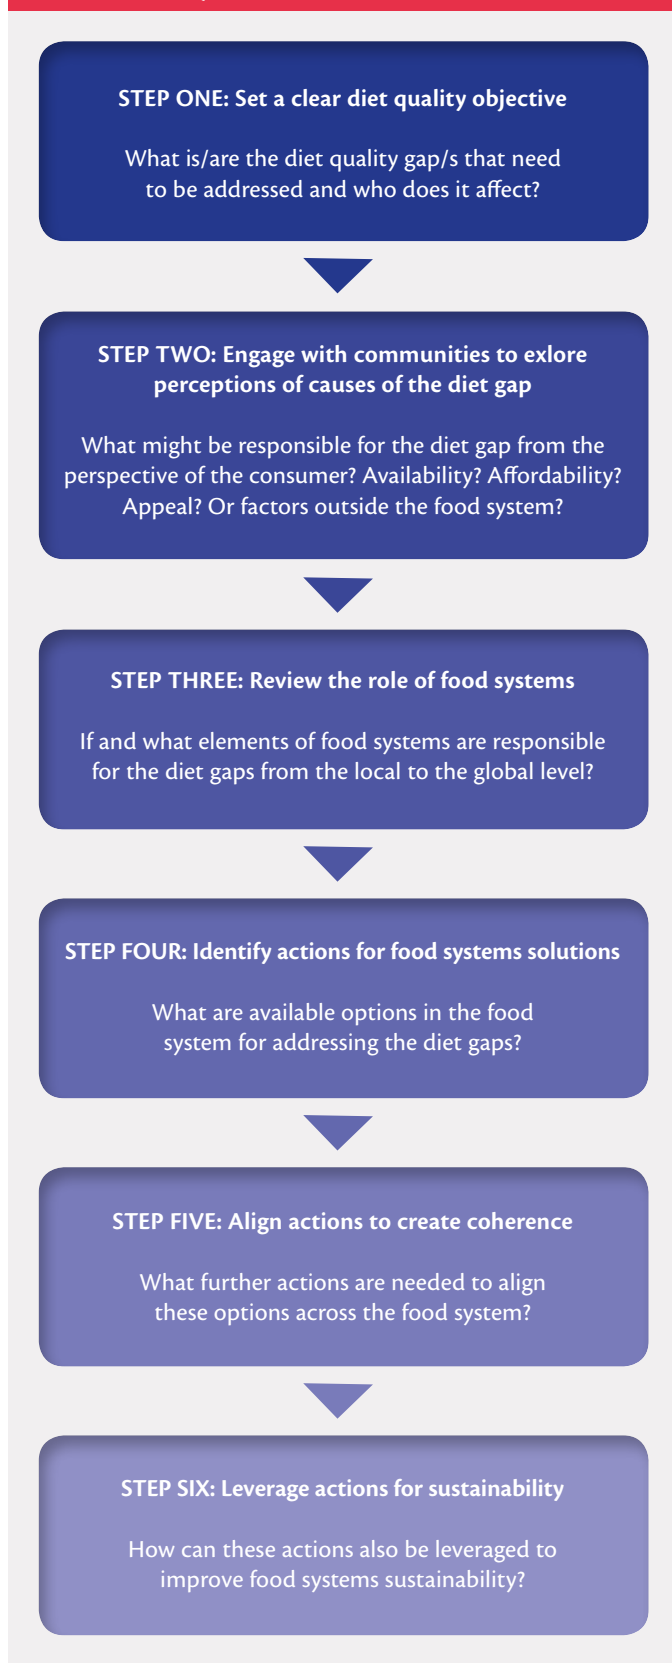 STEP ONE: Set a clear diet quality objective
What is/are the diet quality gap/s that need
to be addressed and who does it affect?
STEP TWO: Engage with communities to exlore
perceptions of causes of the diet gap
What might be responsible for the diet gap from the
perspective of the consumer? Availability? Affordability?
Appeal? Or factors outside the food system?
STEP THREE: Review the role of food systems
If and what elements of food systems are responsible
for the diet gaps from the local to the global level?
STEP FOUR: Identify actions for food systems solutions
What are available options in the food
system for addressing the diet gaps?
STEP FIVE: Align actions to create coherence
What further actions are needed to align
these options across the food system?
STEP SIX: Leverage actions for sustainability
How can these actions also be leveraged to
improve food systems sustainability?